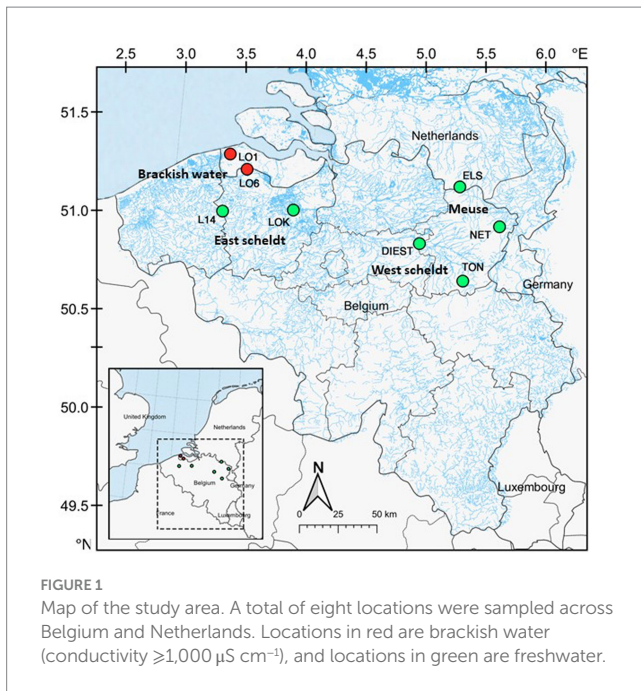 2.5 3.0 3.5 4.0 4.5 5.0 5.5 6.0 °E
51.5
Netherlands
LO1
Brackish water
LO6
ELS
51.0
L14
LOK
Meuse
East scheldt
NET
DIEST
West scheldt
TON
Germany
50.5
Belgium
50.0
United Kingdom
Netherlands
Belgium
Germany
France
Luxembourg
N
Luxembourg
49.5
0 25 50 km
°N
FIGURE 1
Map of the study area. A total of eight locations were sampled across
Belgium and Netherlands. Locations in red are brackish water
(conductivity ⩾1,000 μS cm⁻¹), and locations in green are freshwater.